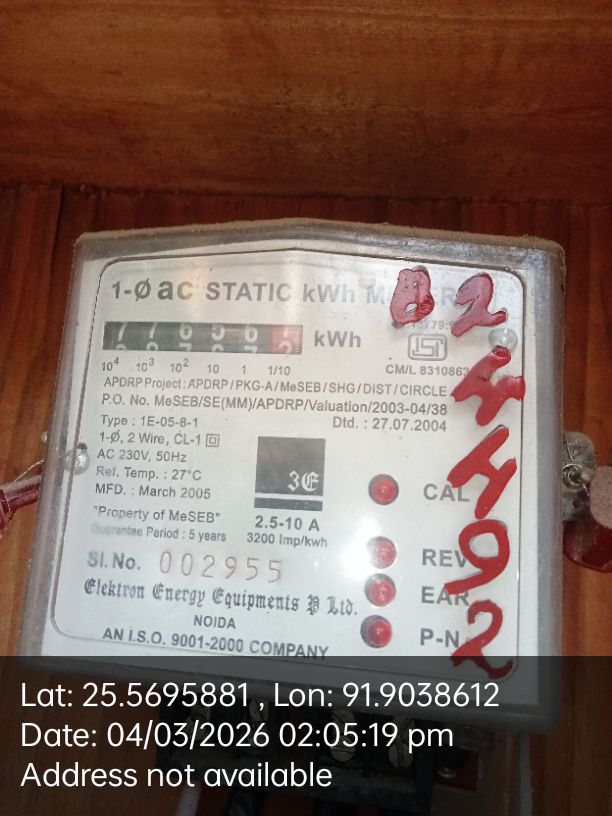 1-Ø ac STATIC kWh M
B2
kWh
10⁴ 10³ 10² 10 1 1/10
CM/L 8310863
APDRP Project : APDRP / PKG-A / MeSEB / SHG / DIST / CIRCLE
P.O. No. MeSEB/SE(MM)/APDRP/Valuation/2003-04/38
Dtd. : 27.07.2004
Type : 1E-05-8-1
1-Ø, 2 Wire, CL-1
AC 230V, 50Hz
Ref. Temp. : 27°C
MFD. : March 2005
"Property of MeSEB"
Guarantee Period : 5 years
3E
2.5-10 A
3200 Imp/kwh
CAL
REV
EAR
P-N
92
Sl. No. 002955
Elektron Energy Equipments P Ltd.
NOIDA
AN I.S.O. 9001-2000 COMPANY
Lat: 25.5695881 , Lon: 91.9038612
Date: 04/03/2026 02:05:19 pm
Address not available